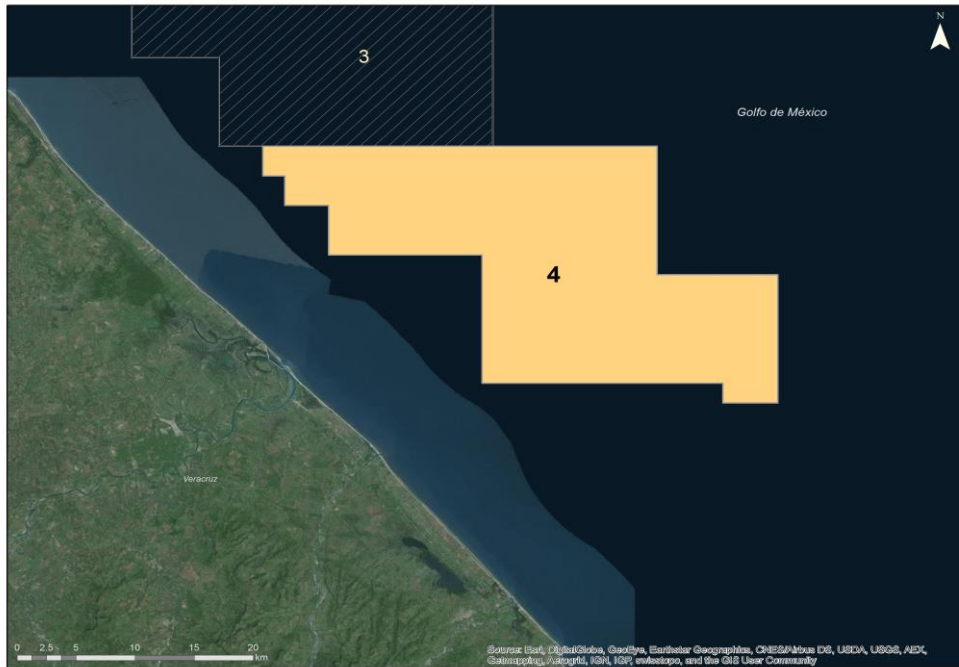 N
3
Golfo de México
4
Veracruz
0 2.5 5 10 15 20
km
Source: Esri, DigitalGlobe, GeoEye, Earthstar Geographics, CNES/Airbus DS, USDA, USGS, AEX,
Getmapping, Aerogrid, IGN, IGP, swisstopo, and the GIS User Community